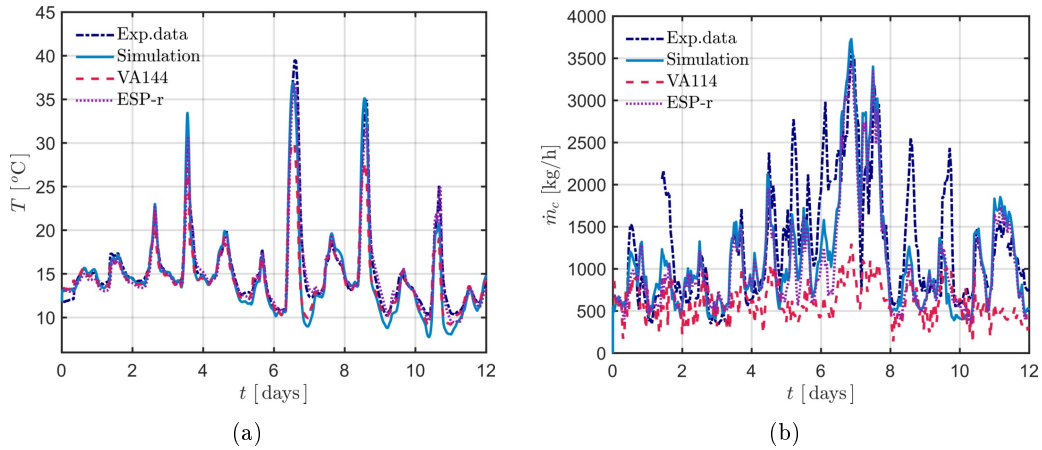 45
40
35
30
25
20
15
10
T [°C]
Exp.data
Simulation
VA144
ESP-r
0 2 4 6 8 10 12
t [ days ]
(a)
4000
3500
3000
2500
2000
1500
1000
500
0
ṁc [kg/h]
Exp.data
Simulation
VA114
ESP-r
0 2 4 6 8 10 12
t [ days ]
(b)